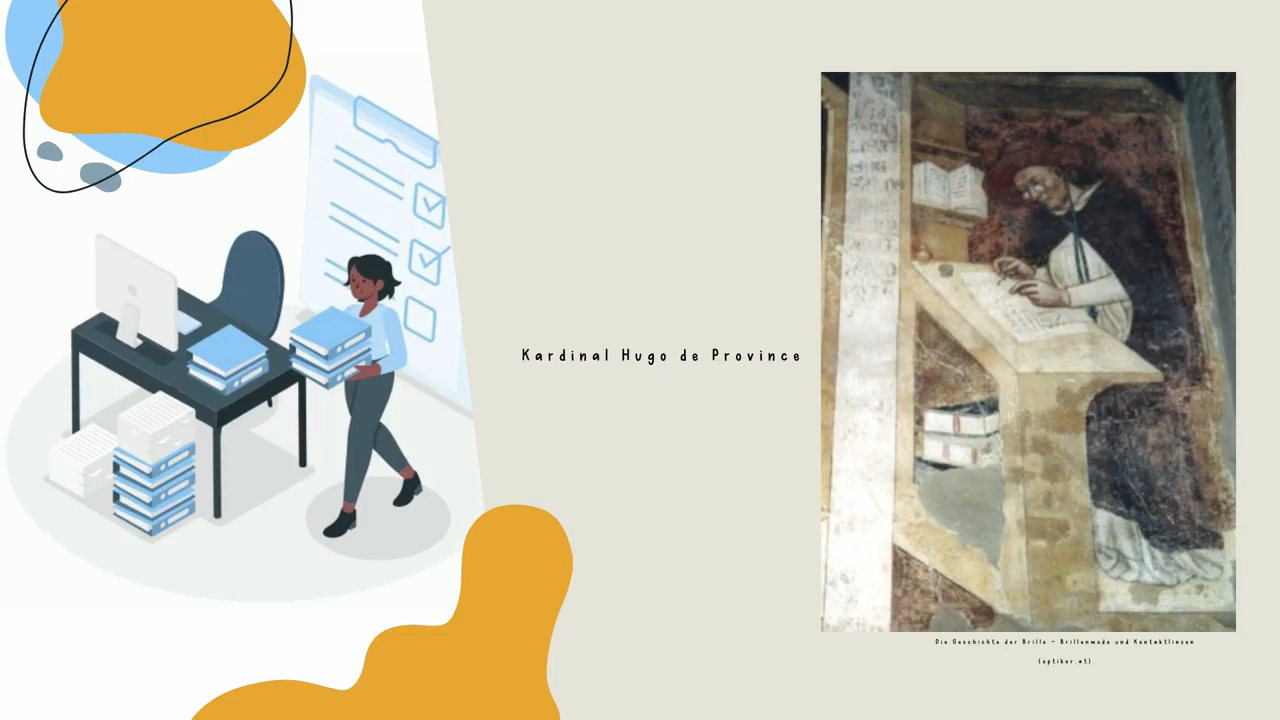 Kardinal Hugo de Province
Die Geschichte der Brille – Brillenmode und Kontaktlinsen
(optiker.at)